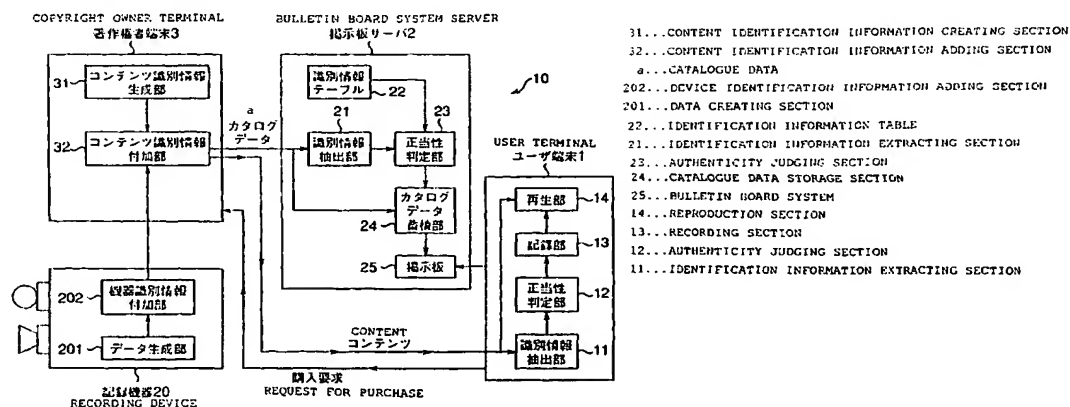 COPYRIGHT OWNER TERMINAL
著作権者端末3
31
コンテンツ識別情報
生成部
32
コンテンツ識別情報
付加部
a
カタログ
データ
BULLETIN BOARD SYSTEM SERVER
掲示板サーバ2
識別情報
テーブル
22
21
識別情報
抽出部
23
正当性
判定部
カタログ
データ
蓄積部
24
25
掲示板
10
USER TERMINAL
ユーザ端末1
再生部
14
記録部
13
正当性
判定部
12
識別情報
抽出部
11
202
機器識別情報
付加部
201
データ生成部
記録機器20
RECORDING DEVICE
CONTENT
コンテンツ
購入要求
REQUEST FOR PURCHASE
31...CONTENT IDENTIFICATION INFORMATION CREATING SECTION
32...CONTENT IDENTIFICATION INFORMATION ADDING SECTION
a...CATALOGUE DATA
202...DEVICE IDENTIFICATION INFORMATION ADDING SECTION
201...DATA CREATING SECTION
22...IDENTIFICATION INFORMATION TABLE
21...IDENTIFICATION INFORMATION EXTRACTING SECTION
23...AUTHENTICITY JUDGING SECTION
24...CATALOGUE DATA STORAGE SECTION
25...BULLETIN BOARD SYSTEM
14...REPRODUCTION SECTION
13...RECORDING SECTION
12...AUTHENTICITY JUDGING SECTION
11...IDENTIFICATION INFORMATION EXTRACTING SECTION